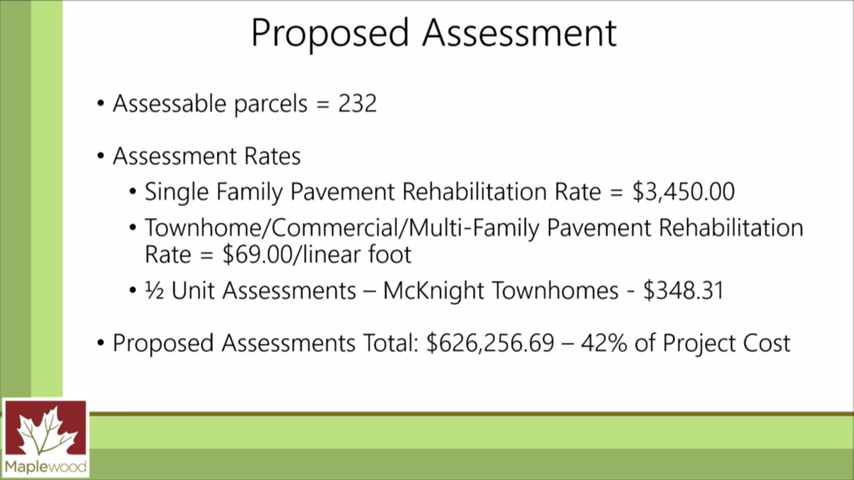 Proposed Assessment
• Assessable parcels = 232
• Assessment Rates
• Single Family Pavement Rehabilitation Rate = $3,450.00
• Townhome/Commercial/Multi-Family Pavement Rehabilitation
Rate = $69.00/linear foot
• ½ Unit Assessments – McKnight Townhomes - $348.31
• Proposed Assessments Total: $626,256.69 – 42% of Project Cost
Maplewood